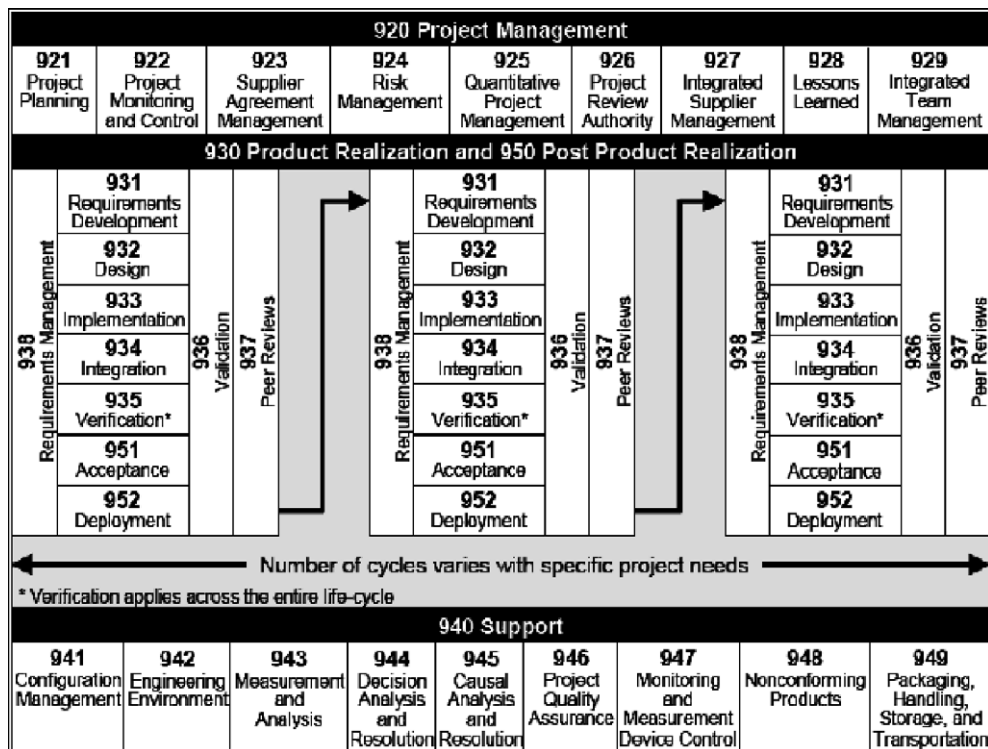 920 Project Management
921
Project
Planning
922
Project
Monitoring
and Control
923
Supplier
Agreement
Management
924
Risk
Management
925
Quantitative
Project
Management
926
Project
Review
Authority
927
Integrated
Supplier
Management
928
Lessons
Learned
929
Integrated
Team
Management
930 Product Realization and 950 Post Product Realization
938
Requirements Management
931
Requirements
Development
932
Design
933
Implementation
934
Integration
935
Verification*
951
Acceptance
952
Deployment
936
Validation
937
Peer Reviews
938
Requirements Management
931
Requirements
Development
932
Design
933
Implementation
934
Integration
935
Verification*
951
Acceptance
952
Deployment
936
Validation
937
Peer Reviews
938
Requirements Management
931
Requirements
Development
932
Design
933
Implementation
934
Integration
935
Verification*
951
Acceptance
952
Deployment
936
Validation
937
Peer Reviews
Number of cycles varies with specific project needs
* Verification applies across the entire life-cycle
940 Support
941
Configuration
Management
942
Engineering
Environment
943
Measurement
and
Analysis
944
Decision
Analysis
and
Resolution
945
Causal
Analysis
and
Resolution
946
Project
Quality
Assurance
947
Monitoring
and
Measurement
Device Control
948
Nonconforming
Products
949
Packaging,
Handling,
Storage, and
Transportation